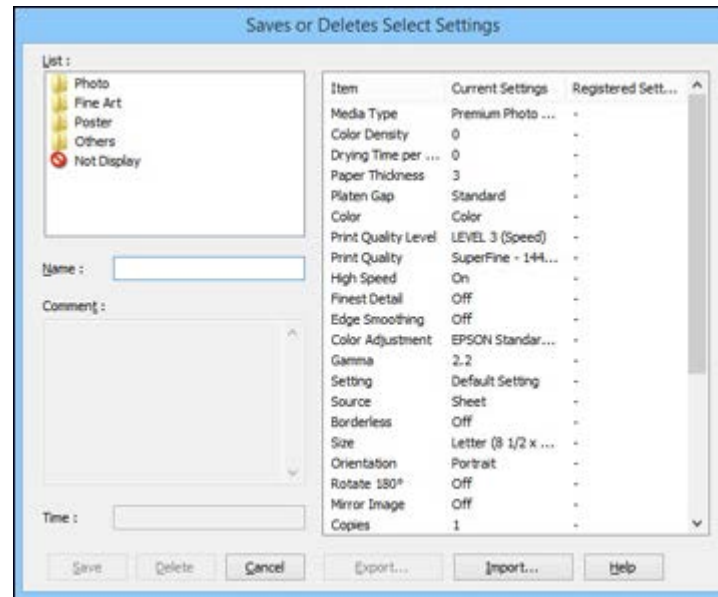 Saves or Deletes Select Settings
List :
Photo
Fine Art
Poster
Others
Not Display
Name :
Comment :
Time :
Item Current Settings Registered Sett...
Media Type Premium Photo ... -
Color Density 0 -
Drying Time per ... 0 -
Paper Thickness 3 -
Platen Gap Standard -
Color Color -
Print Quality Level LEVEL 3 (Speed) -
Print Quality SuperFine - 144... -
High Speed On -
Finest Detail Off -
Edge Smoothing Off -
Color Adjustment EPSON Standar... -
Gamma 2.2 -
Setting Default Setting -
Source Sheet -
Borderless Off -
Size Letter (8 1/2 x ... -
Orientation Portrait -
Rotate 180° Off -
Mirror Image Off -
Copies 1 -
Save Delete Cancel Export... Import... Help